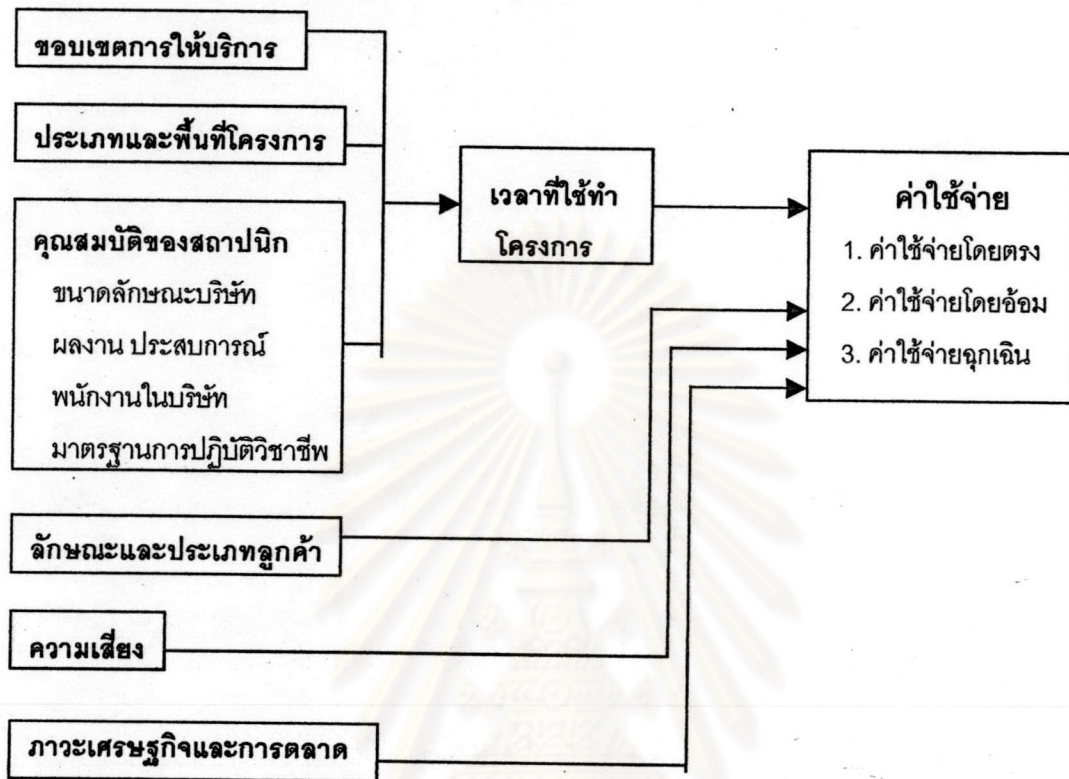 ขอบเขตการให้บริการ
ประเภทและพื้นที่โครงการ
คุณสมบัติของสถาปนิก
ขนาดลักษณะบริษัท
ผลงาน ประสบการณ์
พนักงานในบริษัท
มาตรฐานการปฏิบัติวิชาชีพ
ลักษณะและประเภทลูกค้า
ความเสี่ยง
ภาวะเศรษฐกิจและการตลาด
เวลาที่ใช้ทำ
โครงการ
ค่าใช้จ่าย
1. ค่าใช้จ่ายโดยตรง
2. ค่าใช้จ่ายโดยอ้อม
3. ค่าใช้จ่ายฉุกเฉิน